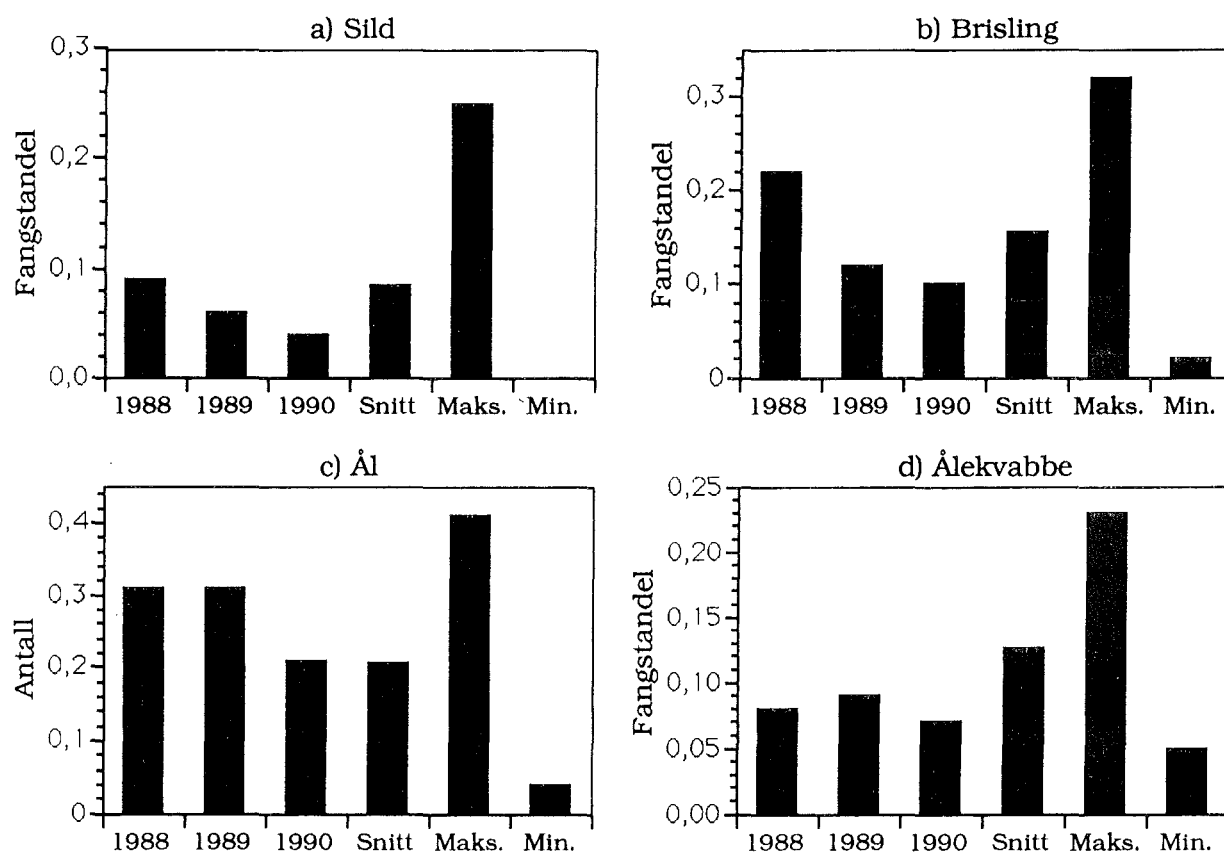 a) Sild
Fangstandel
0,3
0,2
0,1
0,0
1988 1989 1990 Snitt Maks. Min.
b) Brisling
Fangstandel
0,3
0,2
0,1
0
1988 1989 1990 Snitt Maks. Min.
c) Ål
Antall
0,4
0,3
0,2
0,1
0
1988 1989 1990 Snitt Maks. Min.
d) Ålekvabbe
Fangstandel
0,25
0,20
0,15
0,10
0,05
0,00
1988 1989 1990 Snitt Maks. Min.